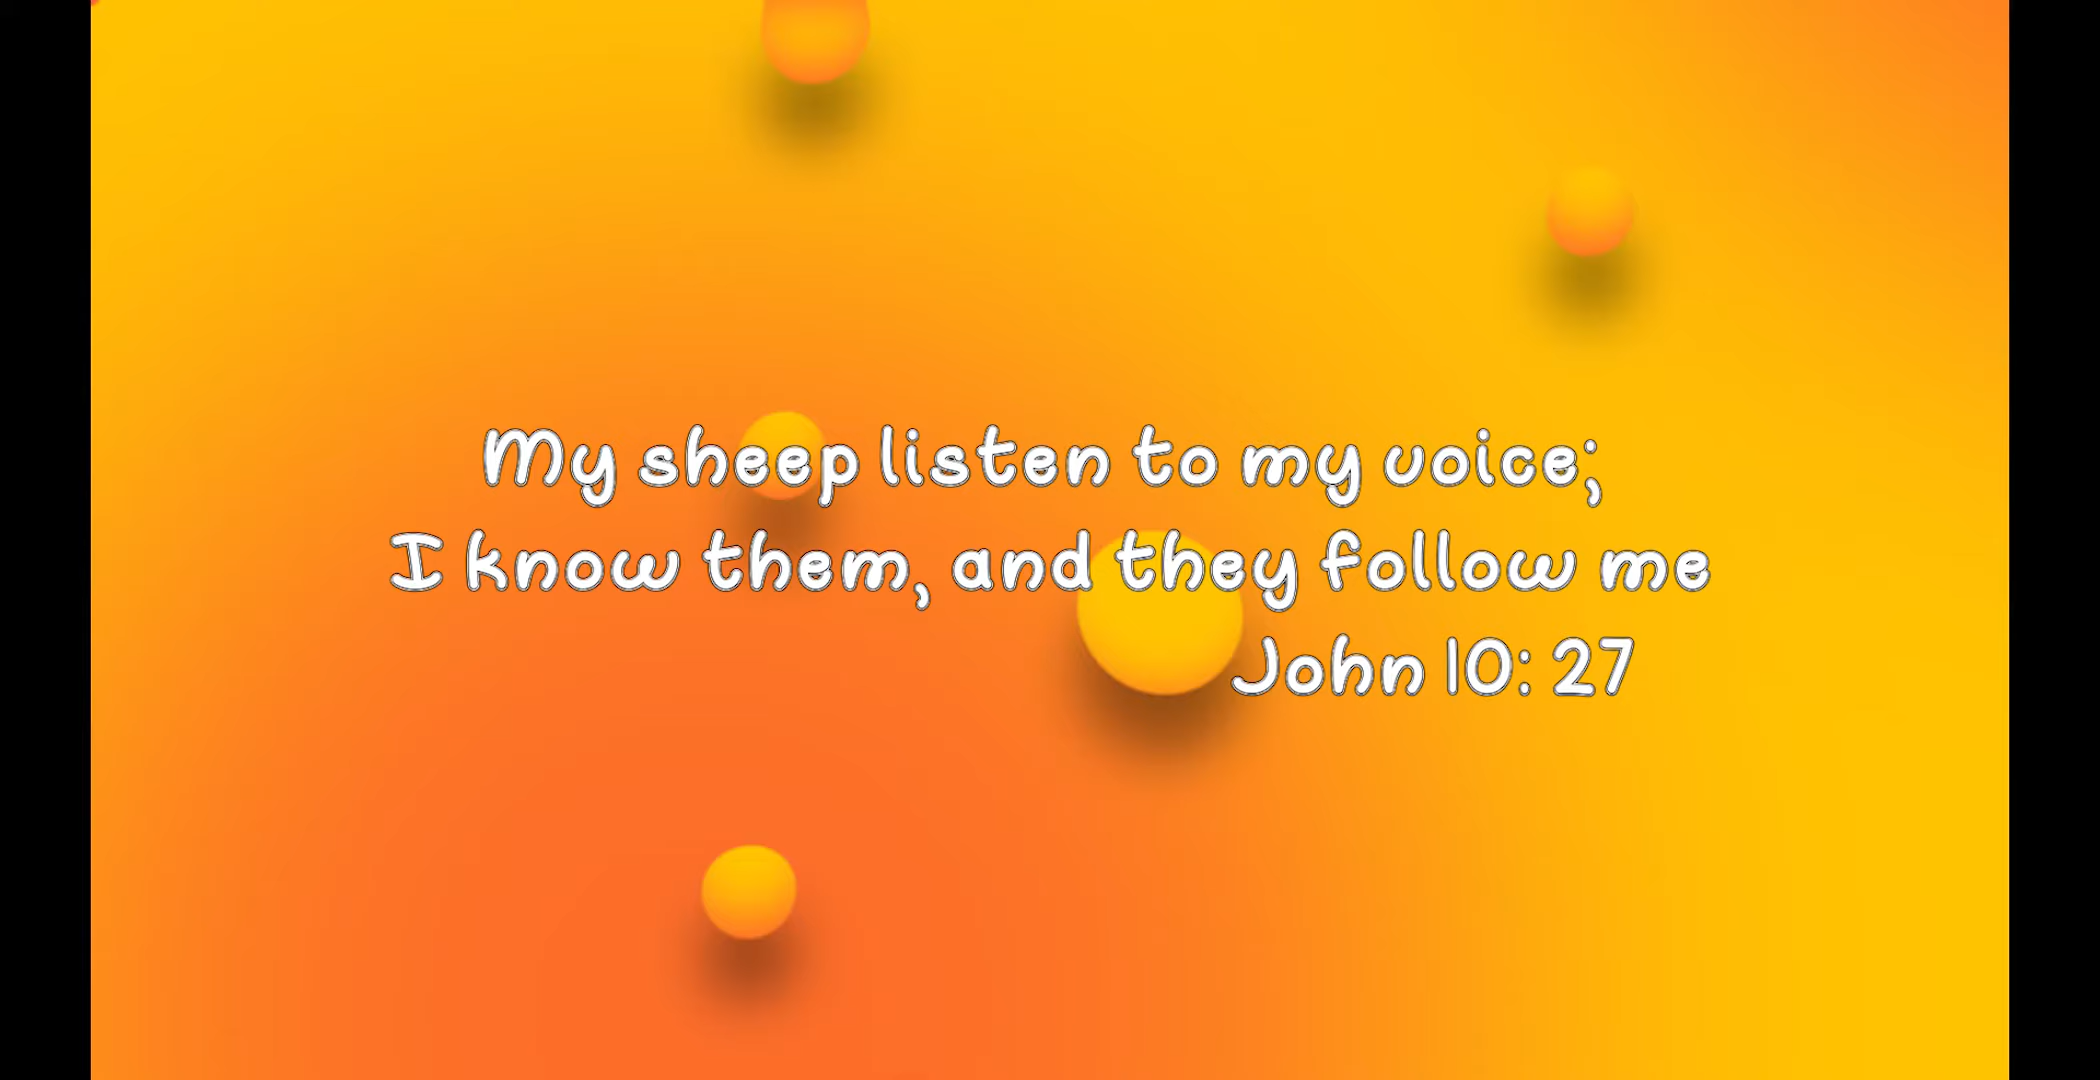 My sheep listen to my voice;
I know them, and they follow me
John 10: 27